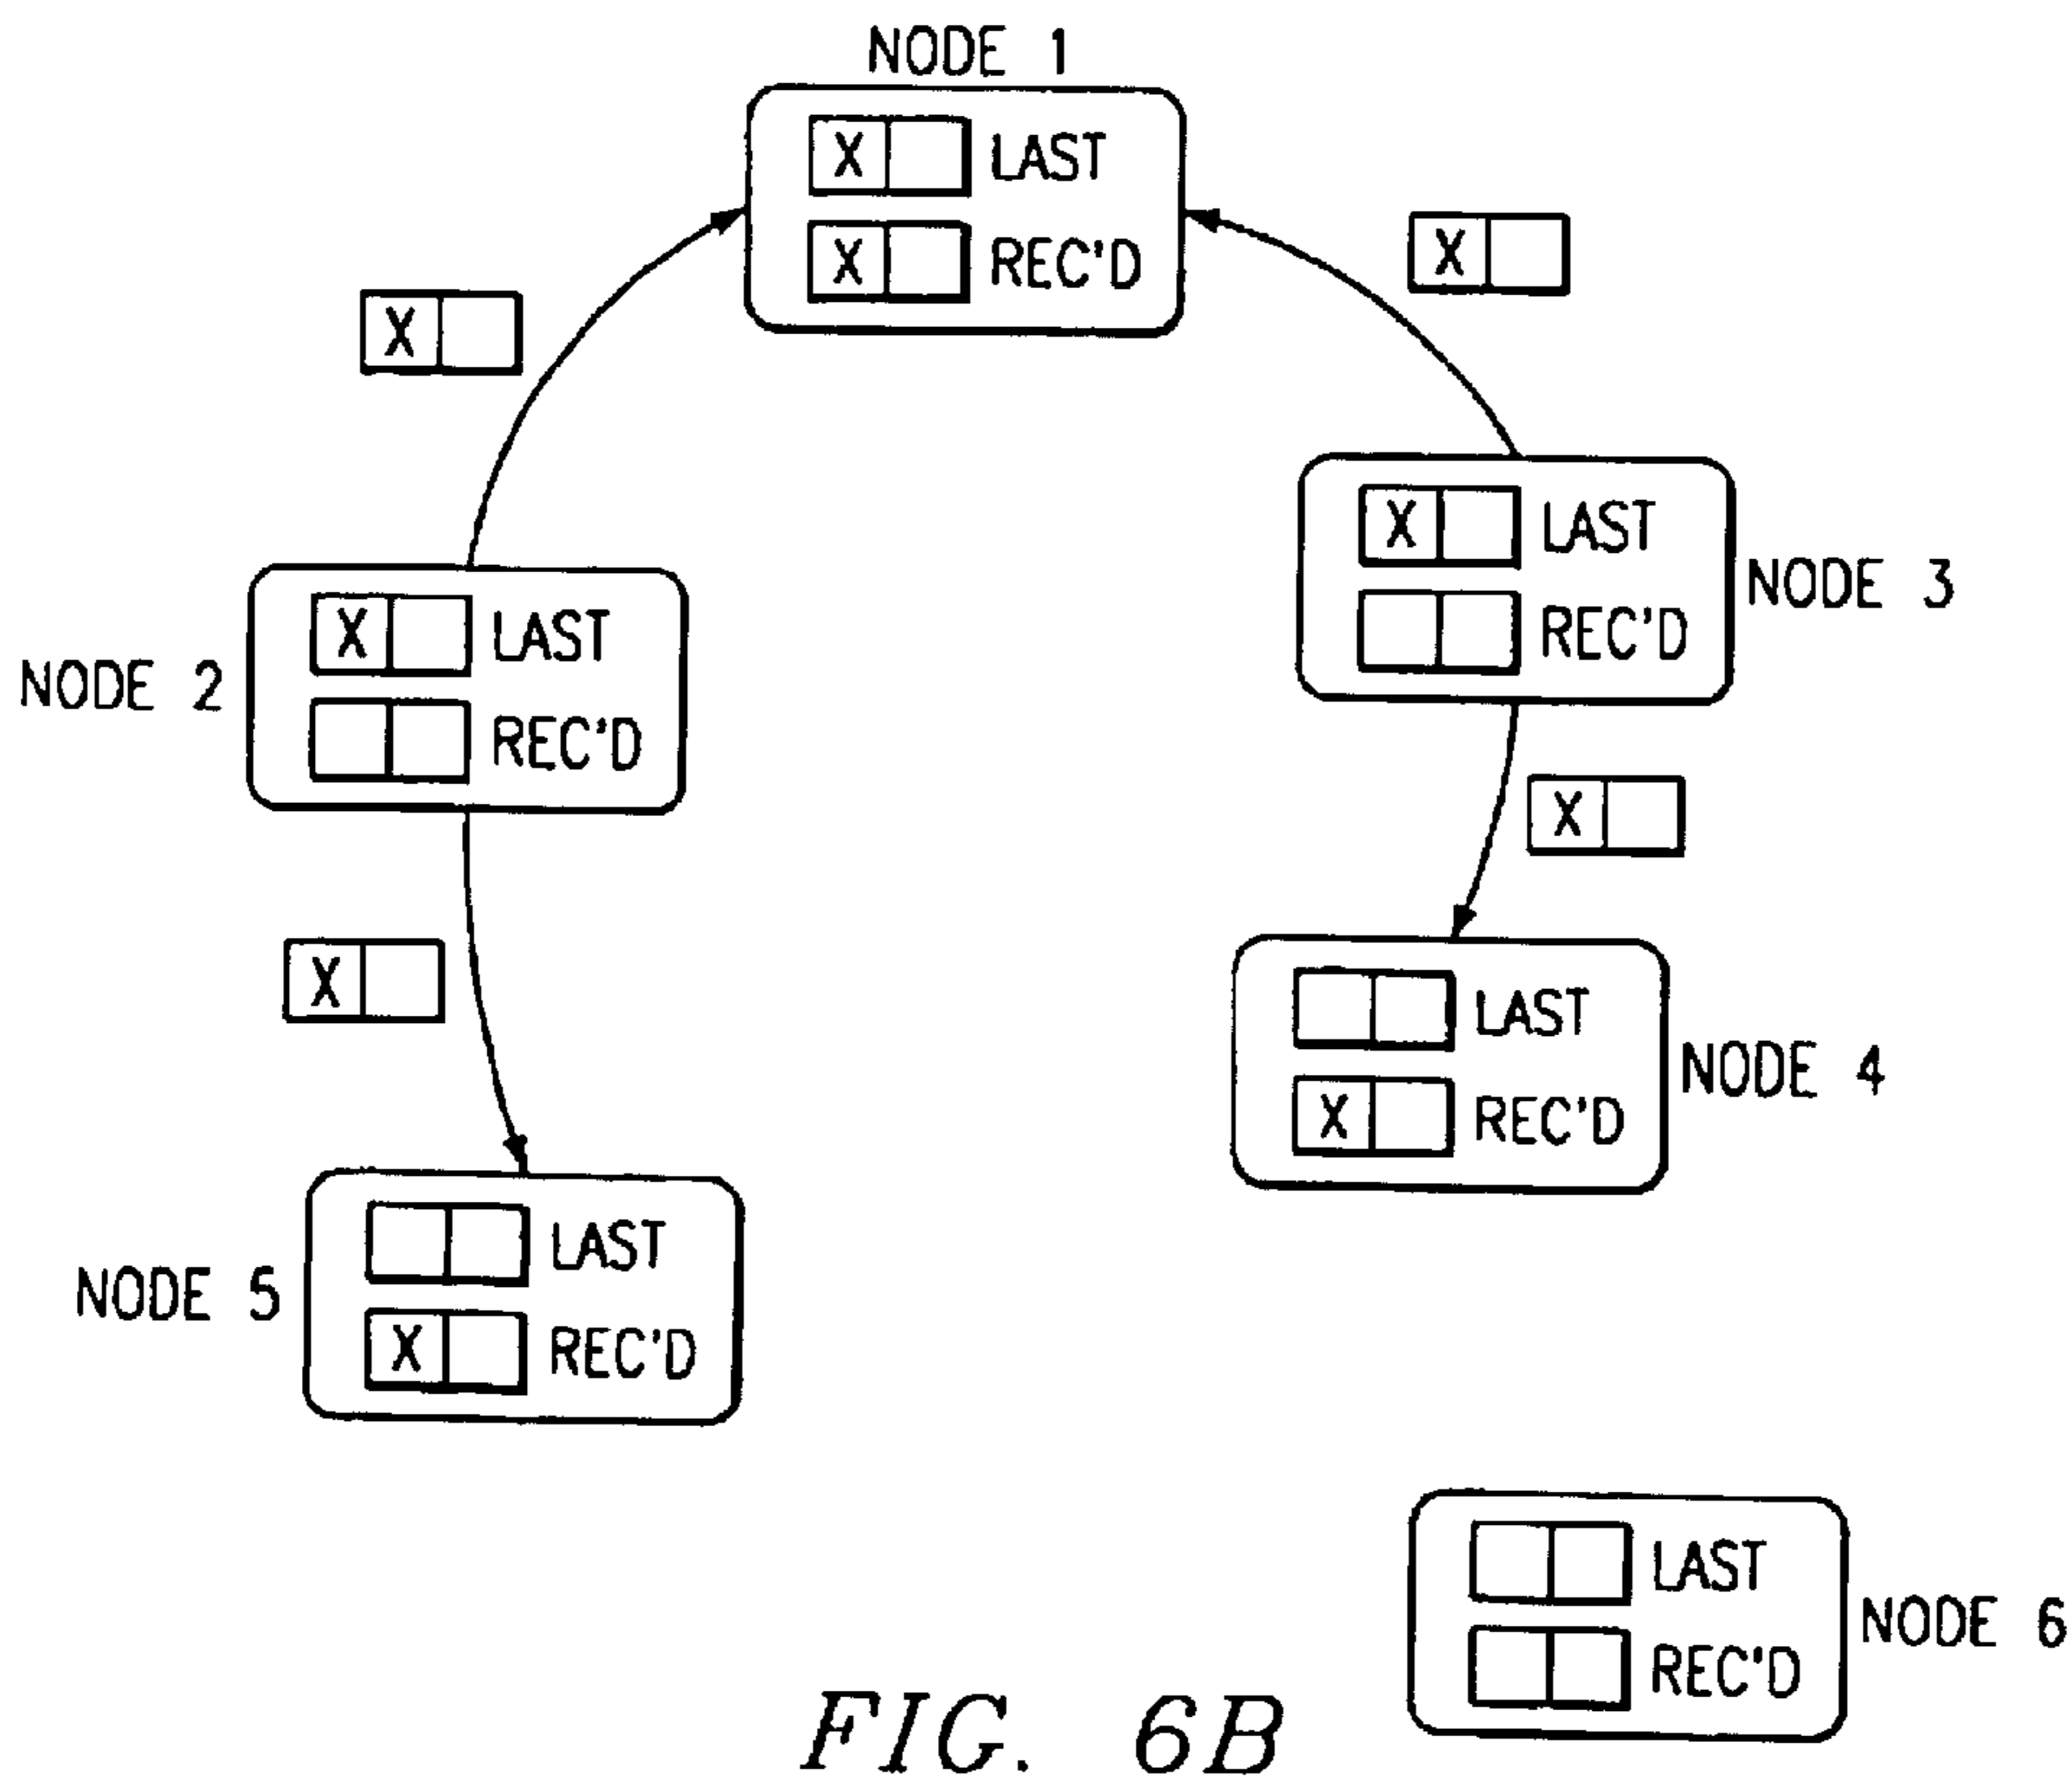 NODE 1
X LAST
X REC'D
X
X
X LAST
REC'D
NODE 3
NODE 2
X LAST
REC'D
X
X
LAST
X REC'D
NODE 4
NODE 5
LAST
X REC'D
LAST
REC'D
NODE 6
FIG. 6B